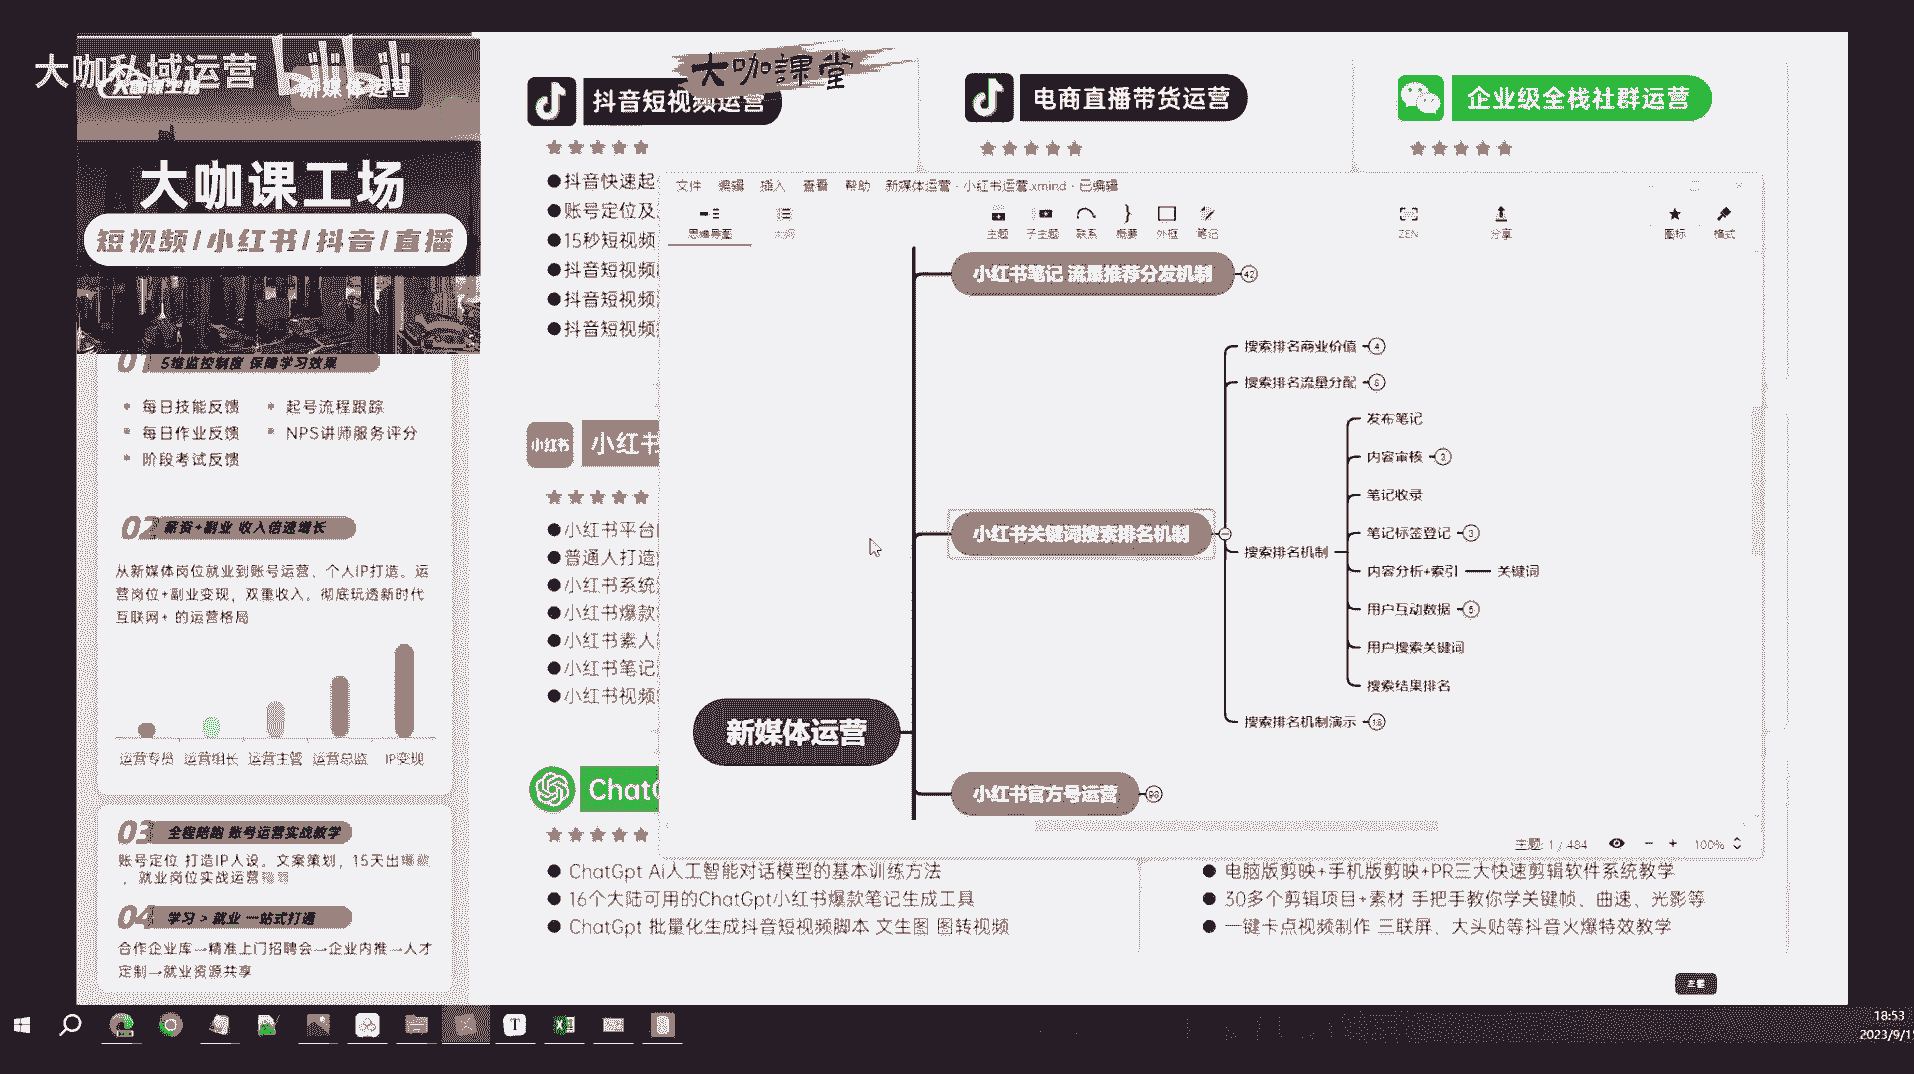 大咖私域运营
新媒体运营
大咖课工场
短视频/小红书/抖音/直播
01 5维监控制度 保障学习效果
每日技能反馈
起号流程跟踪
每日作业反馈
NPS讲师服务评分
阶段考试反馈
02 薪资+副业 收入倍速增长
从新媒体岗位就业到账号运营、个人IP打造。运
营岗位+副业变现，双重收入。彻底玩透新时代
互联网+ 的运营格局
运营专员 运营组长 运营主管 运营总监 IP变现
03 全程陪跑 账号运营实战教学
账号定位 打造IP人设。文案策划，15天出爆款
，就业岗位实战运营
04 学习 > 就业 一站式打通
合作企业库→精准上门招聘会→企业内推→人才
定制→就业资源共享
大咖課堂
抖音短视频运营
电商直播带货运营
企业级全栈社群运营
抖音快速起
账号定位及
15秒短视频
抖音短视频
抖音短视频
抖音短视频
小红书 小红书
小红书平台
普通人打造
小红书系统
小红书爆款
小红书素人
小红书笔记
小红书视频
文件 编辑 插入 查看 帮助 新媒体运营 - 小红书运营.xmind - 已编辑
思维导图 大纲 主题 子主题 联系 概要 外框 笔记 ZEN 分享 图标 格式
小红书笔记 流量推荐分发机制 42
搜索排名商业价值 4
搜索排名流量分配 6
发布笔记
内容审核 3
笔记收录
小红书关键词搜索排名机制
笔记标签登记 3
搜索排名机制
内容分析+索引 关键词
用户互动数据 5
用户搜索关键词
搜索结果排名
搜索排名机制演示 18
新媒体运营
小红书官方号运营
主题: 1 / 484
100%
ChatG
ChatGpt Ai人工智能对话模型的基本训练方法
16个大陆可用的ChatGpt小红书爆款笔记生成工具
ChatGpt 批量化生成抖音短视频脚本 文生图 图转视频
电脑版剪映+手机版剪映+PR三大快速剪辑软件系统教学
30多个剪辑项目+素材 手把手教你学关键帧、曲速、光影等
一键卡点视频制作 三联屏、大头贴等抖音火爆特效教学
18:53
2023/9/1